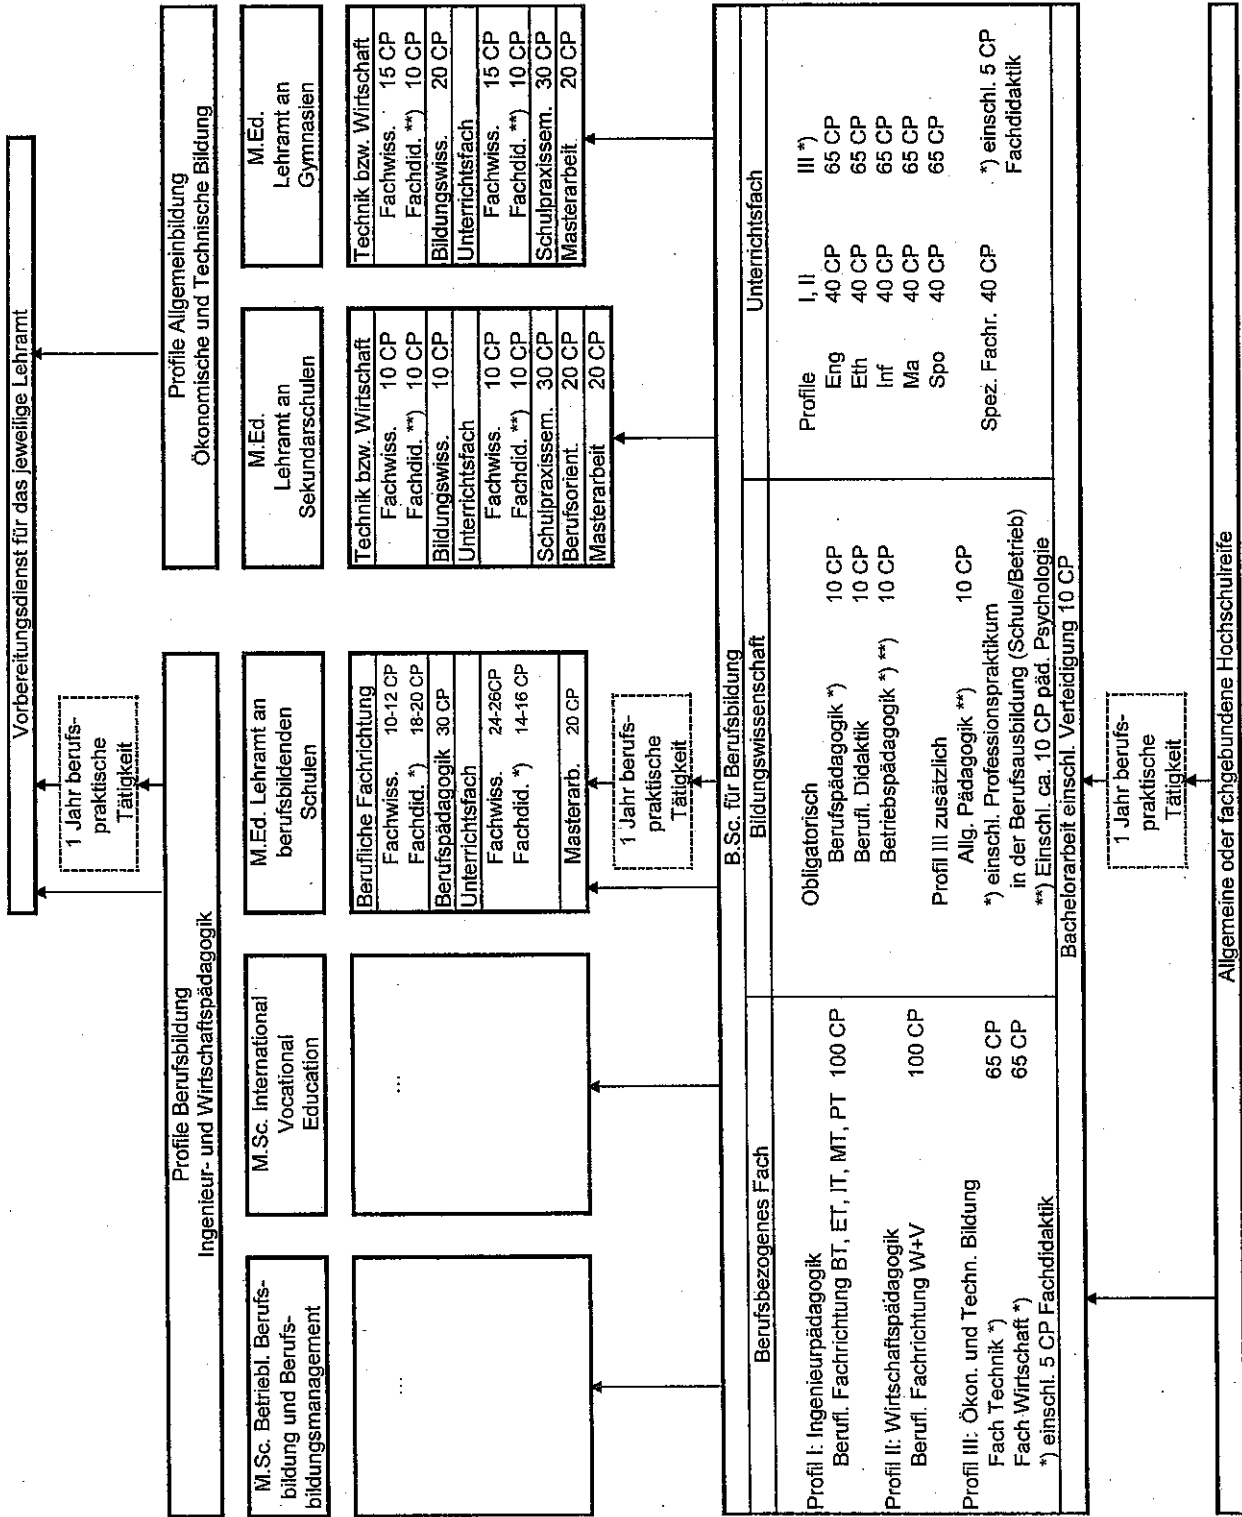 Vorbereitungsdienst für das jeweilige Lehramt
1 Jahr berufs-
praktische
Tätigkeit
Profile Berufsbildung
Ingenieur- und Wirtschaftspädagogik
Profile Allgemeinbildung
Ökonomische und Technische Bildung
M.Sc. Betriebl. Berufs-
bildung und Berufs-
bildungsmanagement
M.Sc. International
Vocational
Education
M.Ed. Lehramt an
berufsbildenden
Schulen
M.Ed.
Lehramt an
Sekundarschulen
M.Ed.
Lehramt an
Gymnasien
...
...
Berufliche Fachrichtung
Fachwiss. 10-12 CP
Fachdid. *) 18-20 CP
Berufspädagogik 30 CP
Unterrichtsfach
Fachwiss. 24-26CP
Fachdid. *) 14-16 CP
Masterarb. 20 CP
Technik bzw. Wirtschaft
Fachwiss. 10 CP
Fachdid. **) 10 CP
Bildungswiss. 10 CP
Unterrichtsfach
Fachwiss. 10 CP
Fachdid. **) 10 CP
Schulpraxissem. 30 CP
Berufsorient. 20 CP
Masterarbeit 20 CP
Technik bzw. Wirtschaft
Fachwiss. 15 CP
Fachdid. **) 10 CP
Bildungswiss. 20 CP
Unterrichtsfach
Fachwiss. 15 CP
Fachdid. **) 10 CP
Schulpraxissem. 30 CP
Masterarbeit 20 CP
1 Jahr berufs-
praktische
Tätigkeit
B.Sc. für Berufsbildung
Berufsbezogenes Fach
Profil I: Ingenieurpädagogik
Berufl. Fachrichtung BT, ET, IT, MT, PT 100 CP
Profil II: Wirtschaftspädagogik
Berufl. Fachrichtung W+V 100 CP
Profil III: Ökon. und Techn. Bildung
Fach Technik *) 65 CP
Fach Wirtschaft *) 65 CP
*) einschl. 5 CP Fachdidaktik
Bildungswissenschaft
Obligatorisch
Berufspädagogik *) 10 CP
Berufl. Didaktik 10 CP
Betriebspädagogik *) **) 10 CP
Profil III zusätzlich
Allg. Pädagogik **) 10 CP
*) einschl. Professionspraktikum
in der Berufsausbildung (Schule/Betrieb)
**) Einschl. ca. 10 CP päd. Psychologie
Unterrichtsfach
Profile I, II III *)
Eng 40 CP 65 CP
Eth 40 CP 65 CP
Inf 40 CP 65 CP
Ma 40 CP 65 CP
Spo 40 CP 65 CP
Spez. Fachr. 40 CP
*) einschl. 5 CP
Fachdidaktik
Bachelorarbeit einschl. Verteidigung 10 CP
1 Jahr berufs-
praktische
Tätigkeit
Allgemeine oder fachgebundene Hochschulreife